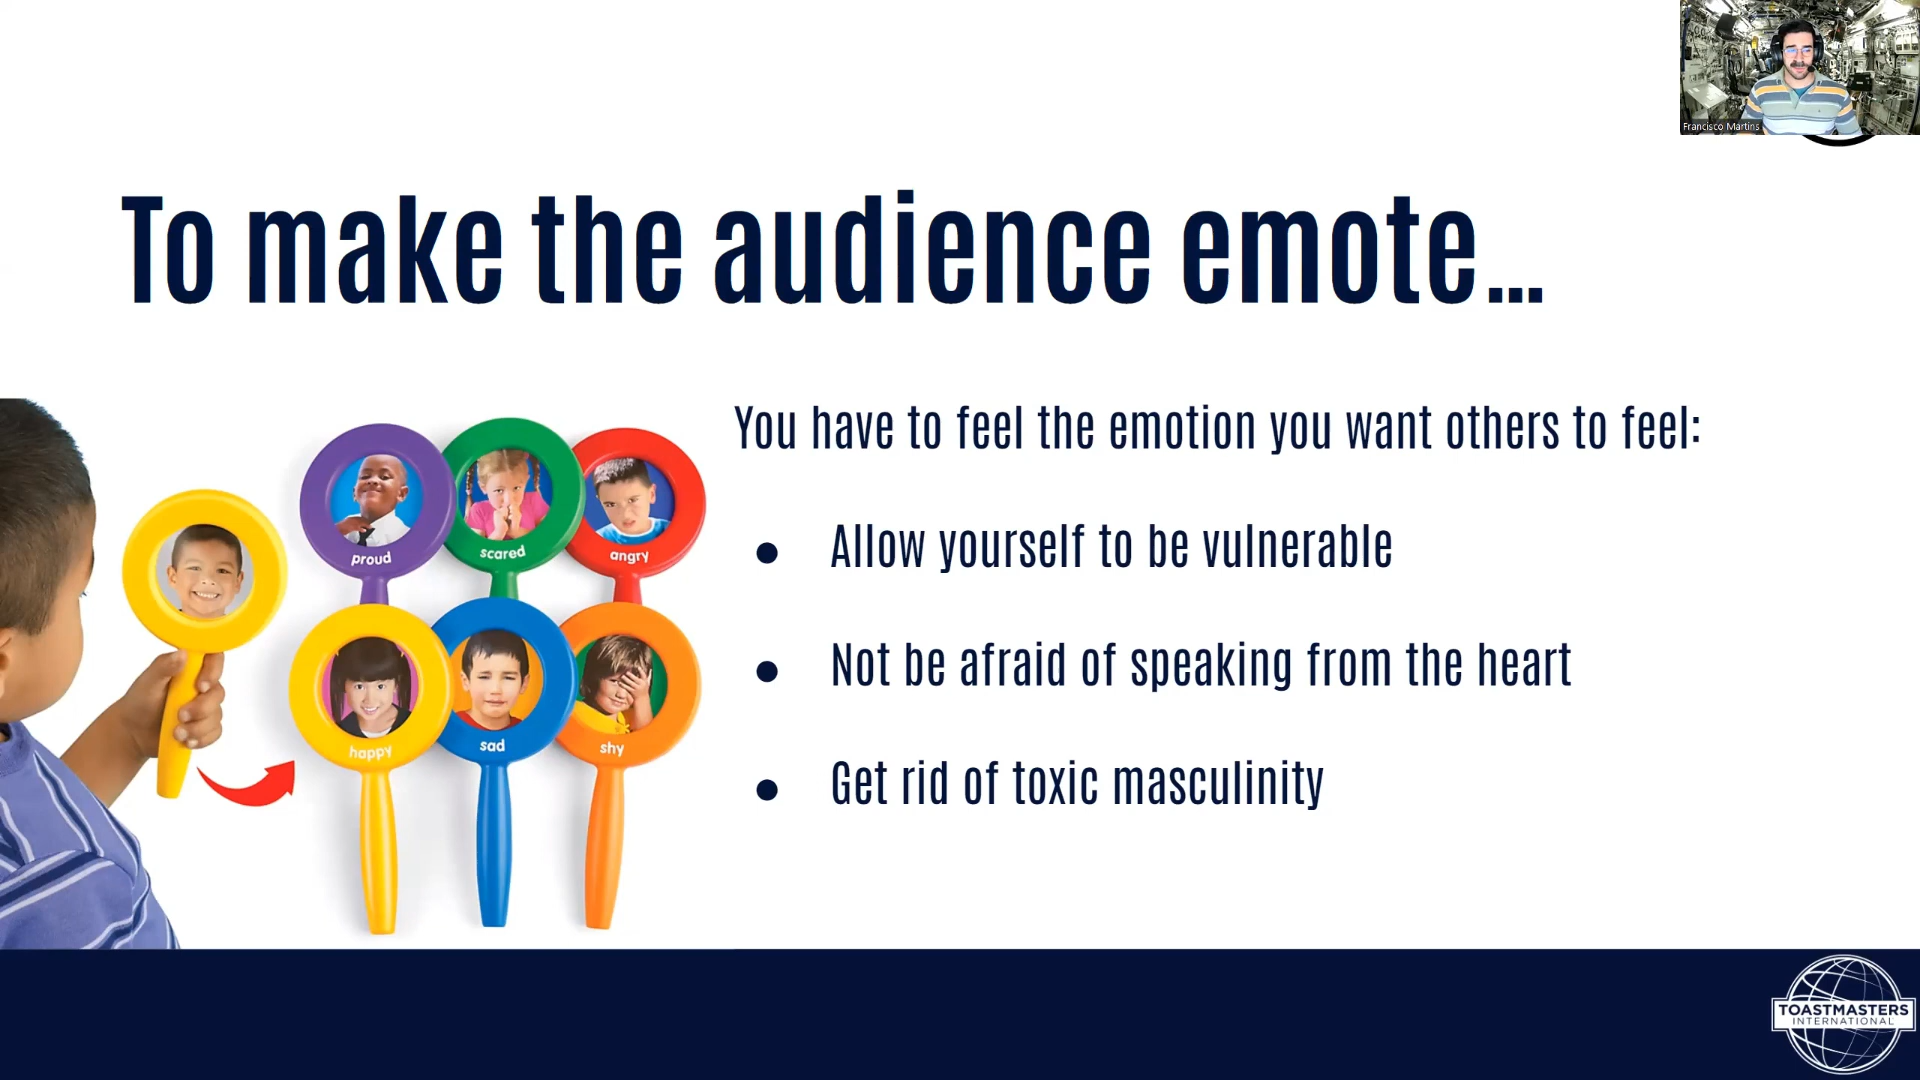 Francisco Martins
To make the audience emote...
You have to feel the emotion you want others to feel:
● Allow yourself to be vulnerable
● Not be afraid of speaking from the heart
● Get rid of toxic masculinity
proud
scared
angry
happy
sad
shy
TOASTMASTERS
INTERNATIONAL